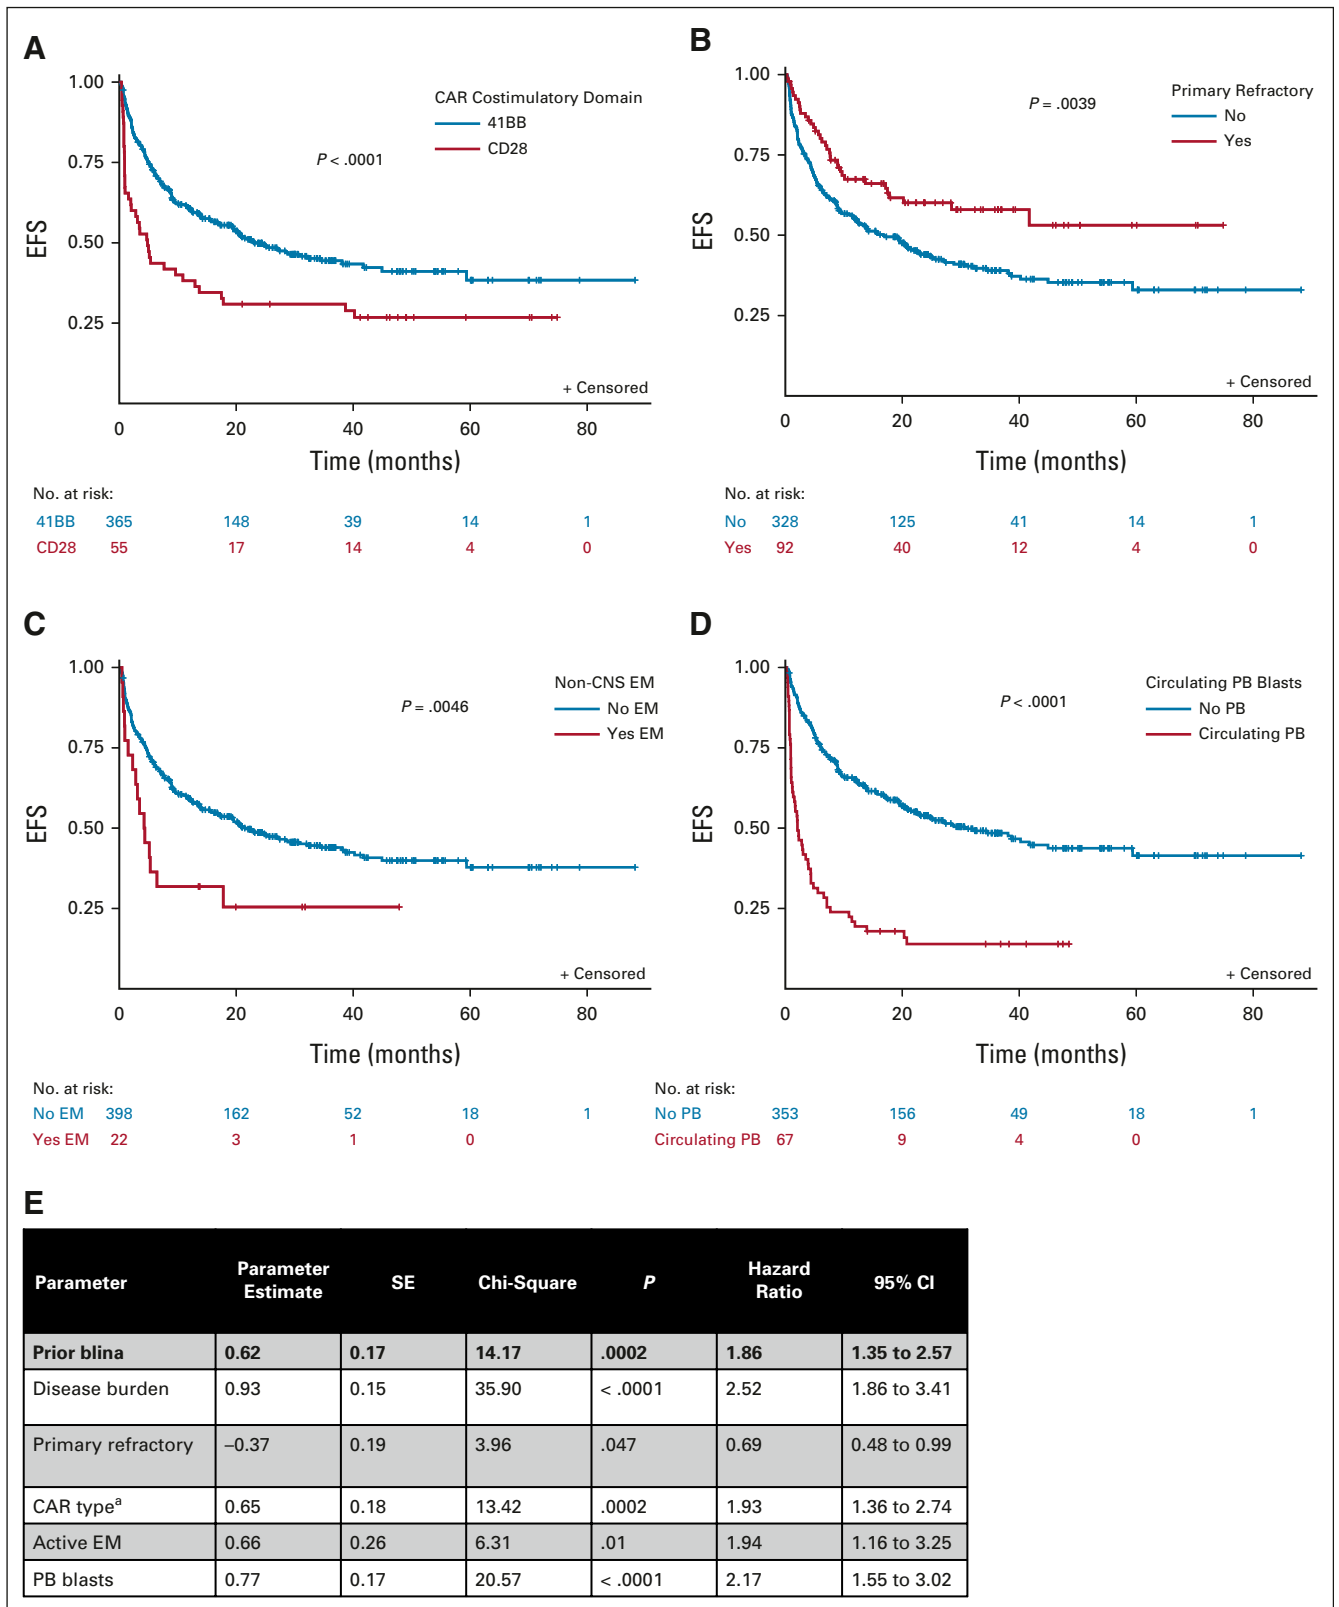 A
1.00
0.75
0.50
0.25
EFS
CAR Costimulatory Domain
41BB
CD28
P < .0001
+ Censored
0 20 40 60 80
Time (months)
No. at risk:
41BB 365 148 39 14 1
CD28 55 17 14 4 0
B
1.00
0.75
0.50
0.25
EFS
P = .0039
Primary Refractory
No
Yes
+ Censored
0 20 40 60 80
Time (months)
No. at risk:
No 328 125 41 14 1
Yes 92 40 12 4 0
C
1.00
0.75
0.50
0.25
EFS
P = .0046
Non-CNS EM
No EM
Yes EM
+ Censored
0 20 40 60 80
Time (months)
No. at risk:
No EM 398 162 52 18 1
Yes EM 22 3 1 0
D
1.00
0.75
0.50
0.25
EFS
P < .0001
Circulating PB Blasts
No PB
Circulating PB
+ Censored
0 20 40 60 80
Time (months)
No. at risk:
No PB 353 156 49 18 1
Circulating PB 67 9 4 0
E
Parameter Parameter Estimate SE Chi-Square P Hazard Ratio 95% CI
Prior blina 0.62 0.17 14.17 .0002 1.86 1.35 to 2.57
Disease burden 0.93 0.15 35.90 < .0001 2.52 1.86 to 3.41
Primary refractory –0.37 0.19 3.96 .047 0.69 0.48 to 0.99
CAR typeᵃ 0.65 0.18 13.42 .0002 1.93 1.36 to 2.74
Active EM 0.66 0.26 6.31 .01 1.94 1.16 to 3.25
PB blasts 0.77 0.17 20.57 < .0001 2.17 1.55 to 3.02